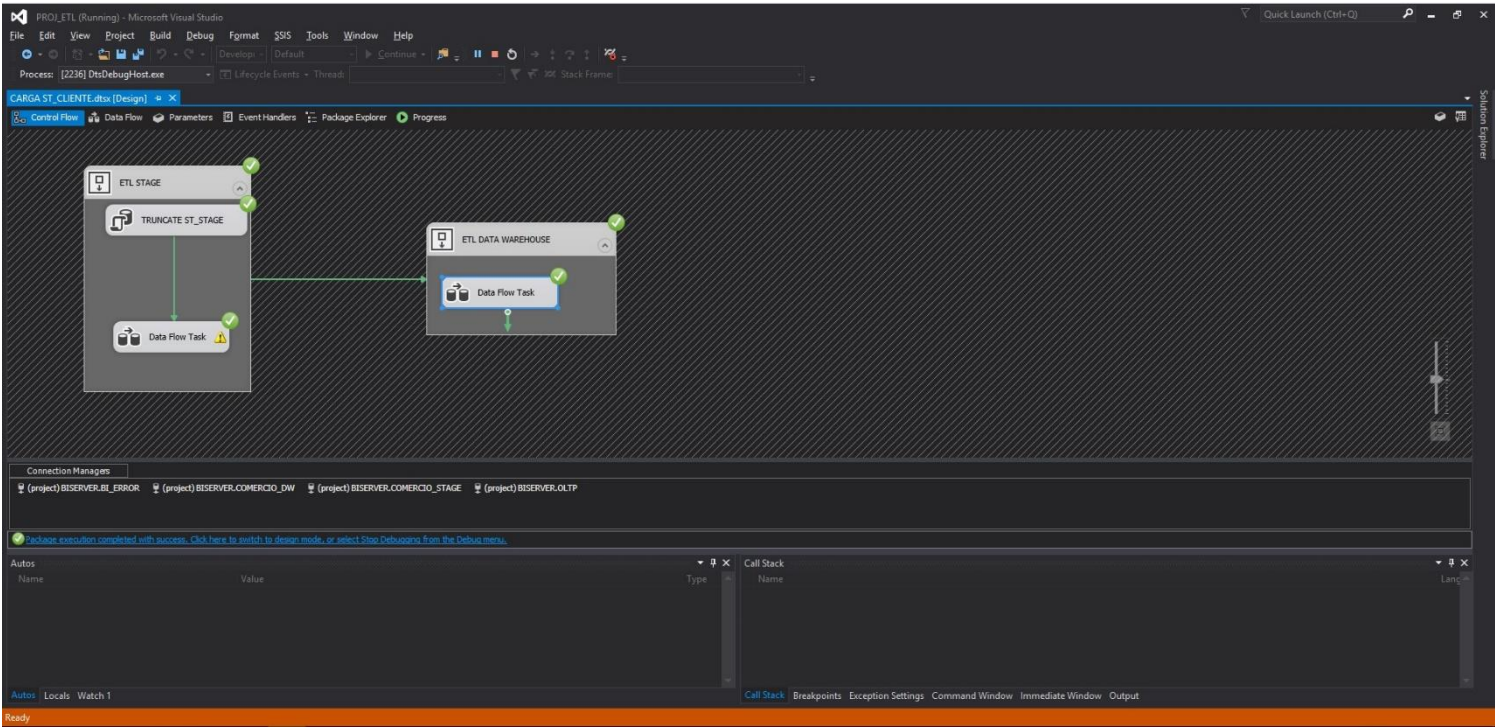 PROJ_ETL (Running) - Microsoft Visual Studio
Quick Launch (Ctrl+Q)
File Edit View Project Build Debug Format SSIS Tools Window Help
Develop Default Continue
Process: [2236] DtsDebugHost.exe Lifecycle Events Thread: Stack Frame:
CARGA ST_CLIENTE.dtsx [Design]
Solution Explorer
Control Flow Data Flow Parameters Event Handlers Package Explorer Progress
ETL STAGE
TRUNCATE ST_STAGE
ETL DATA WAREHOUSE
Data Flow Task
Data Flow Task
Connection Managers
(project) BISERVER.BI_ERROR (project) BISERVER.COMERCIO_DW (project) BISERVER.COMERCIO_STAGE (project) BISERVER.OLTP
Package execution completed with success. Click here to switch to design mode, or select Stop Debugging from the Debug menu.
Autos Call Stack
Name Value Type Name Lang
Autos Locals Watch 1 Call Stack Breakpoints Exception Settings Command Window Immediate Window Output
Ready